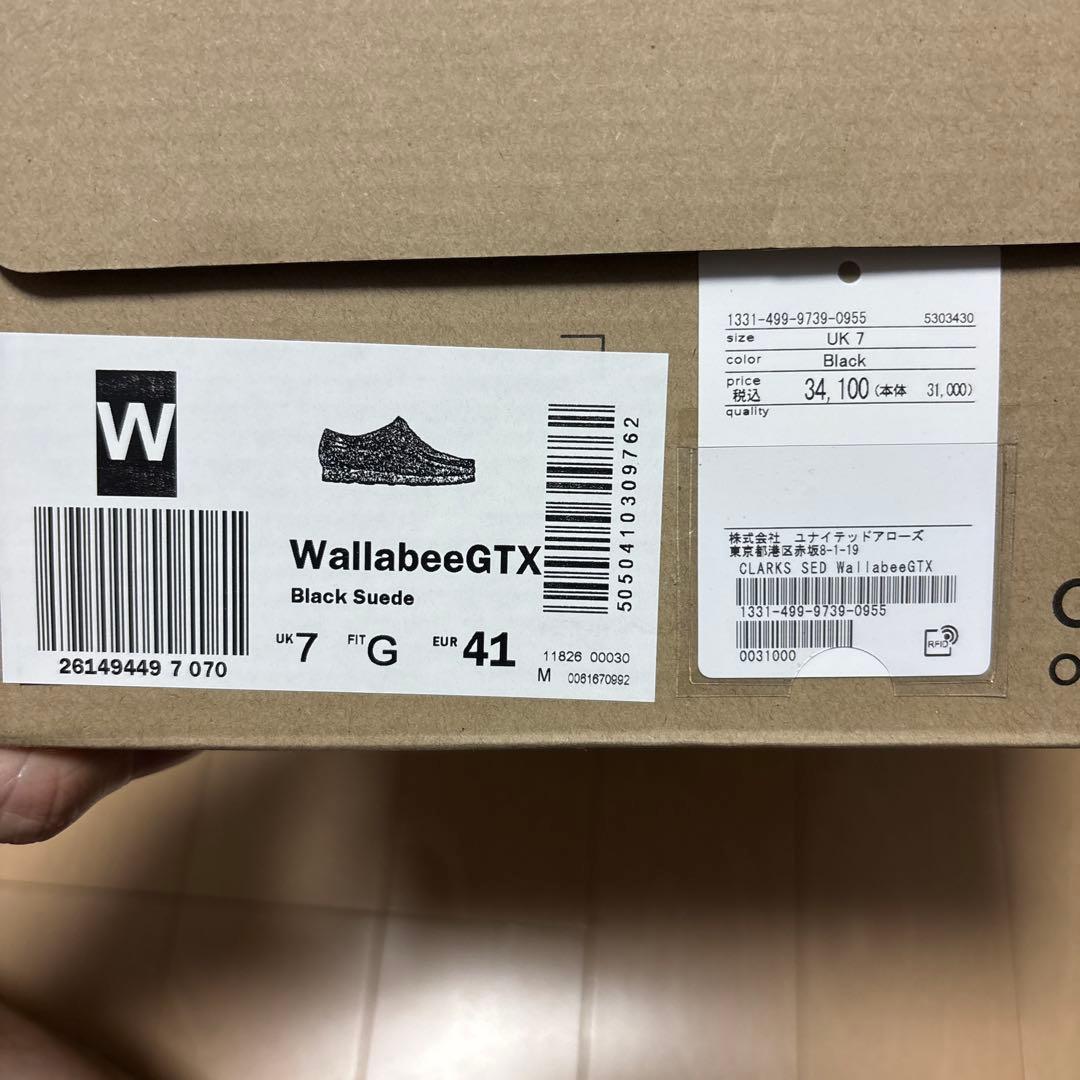 W
WallabeeGTX
Black Suede
UK 7 FIT G EUR 41
26149449 7 070
11826 00030
M 0061670992
5050410309762
1331-499-9739-0955 5303430
size UK 7
color Black
price 税込 34,100 (本体 31,000)
quality
株式会社 ユナイテッドアローズ
東京都港区赤坂8-1-19
CLARKS SED WallabeeGTX
1331-499-9739-0955
0031000
RFID